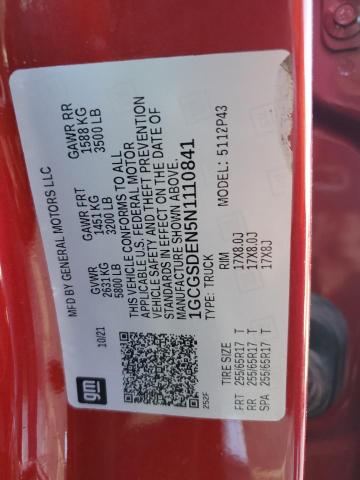 gm
MFD BY GENERAL MOTORS LLC
10/21
GVWR
2631 KG
5800 LB
GAWR FRT
1451 KG
3200 LB
GAWR RR
1588 KG
3500 LB
THIS VEHICLE CONFORMS TO ALL
APPLICABLE U.S. FEDERAL MOTOR
VEHICLE SAFETY AND THEFT PREVENTION
STANDARDS IN EFFECT ON THE DATE OF
MANUFACTURE SHOWN ABOVE.
1GCGSDEN5N1110841
TYPE: TRUCK
MODEL: 5112P43
252F
TIRE SIZE
RIM
FRT 255/65R17 T 17X8.0J
RR 255/65R17 T 17X8.0J
SPA 255/65R17 T 17X8J